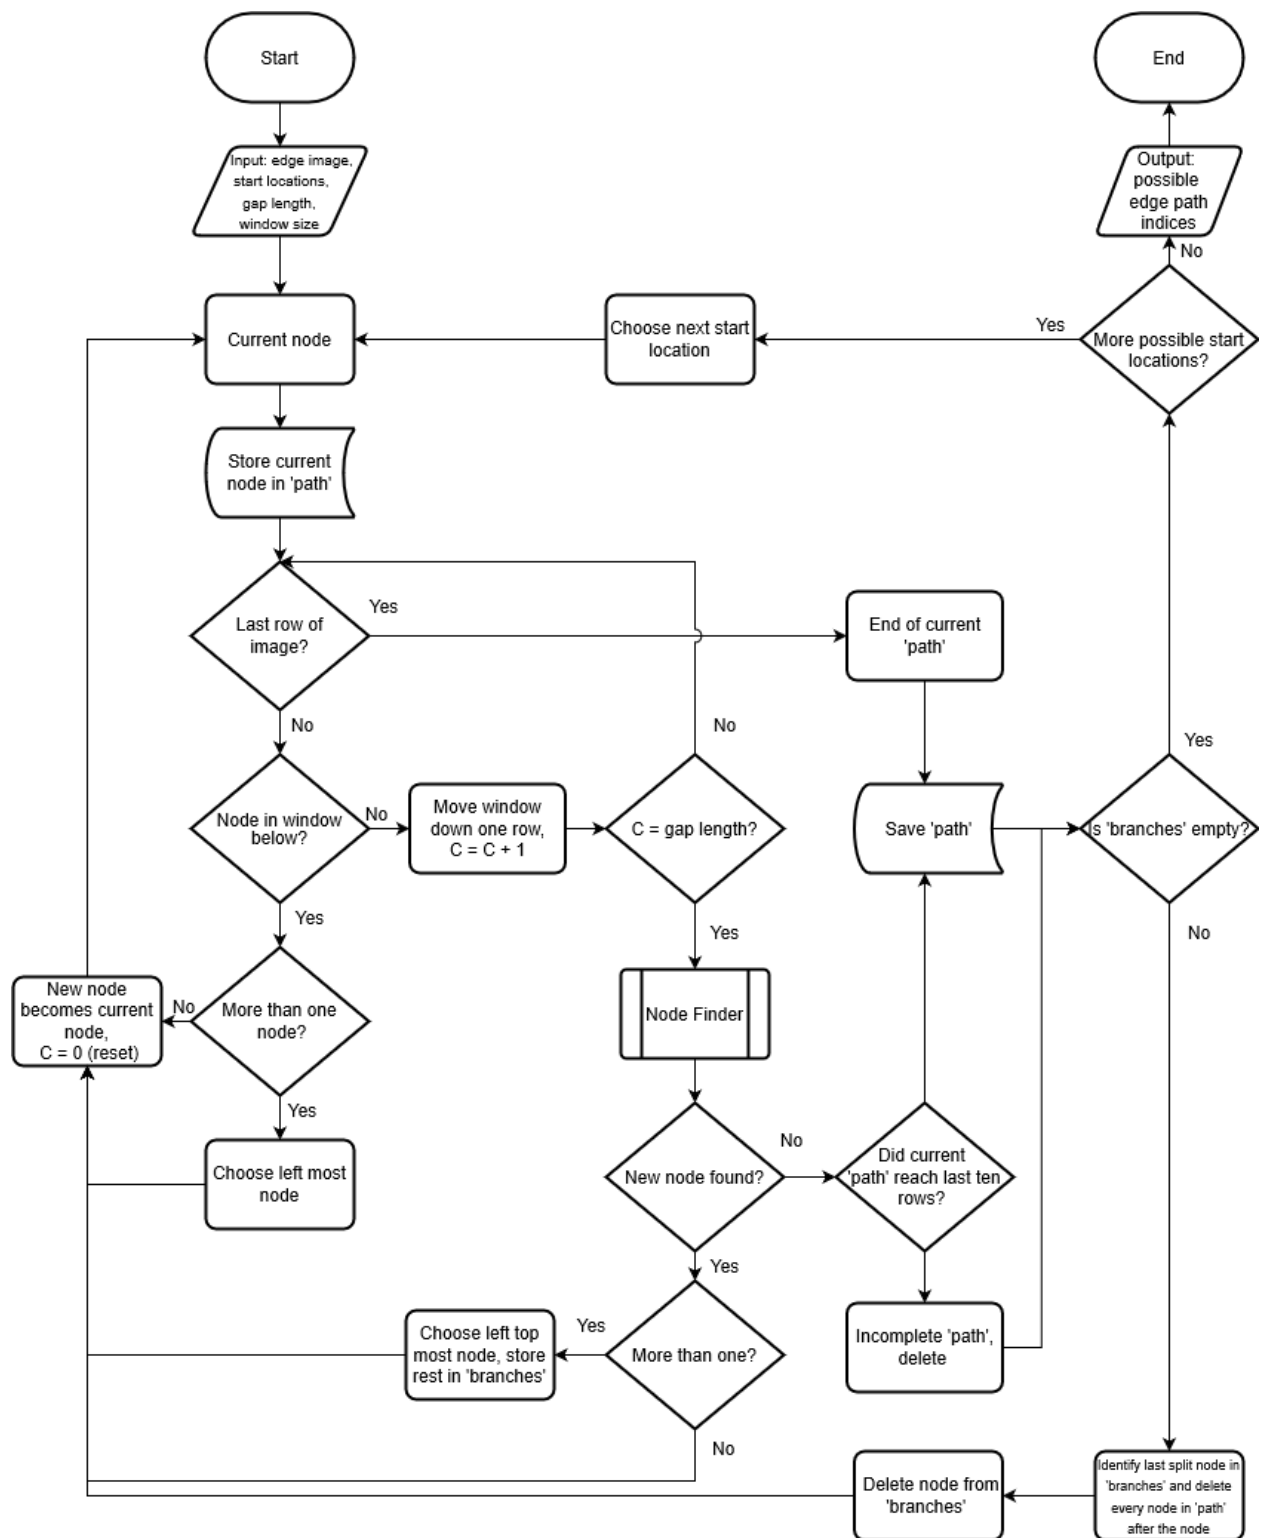 Start
End
Input: edge image,
start locations,
gap length,
window size
Output:
possible
edge path
indices
No
Current node
Choose next start
location
Yes
More possible start
locations?
Store current
node in 'path'
Last row of
image?
Yes
End of current
'path'
No
No
Yes
Node in window
below?
No
Move window
down one row,
C = C + 1
C = gap length?
Save 'path'
Is 'branches' empty?
Yes
Yes
No
New node
becomes current
node,
C = 0 (reset)
No
More than one
node?
Node Finder
Yes
Choose left most
node
New node found?
No
Did current
'path' reach last ten
rows?
Yes
Choose left top
most node, store
rest in 'branches'
Yes
More than one?
Incomplete 'path',
delete
No
Delete node from
'branches'
Identify last split node in
'branches' and delete
every node in 'path'
after the node